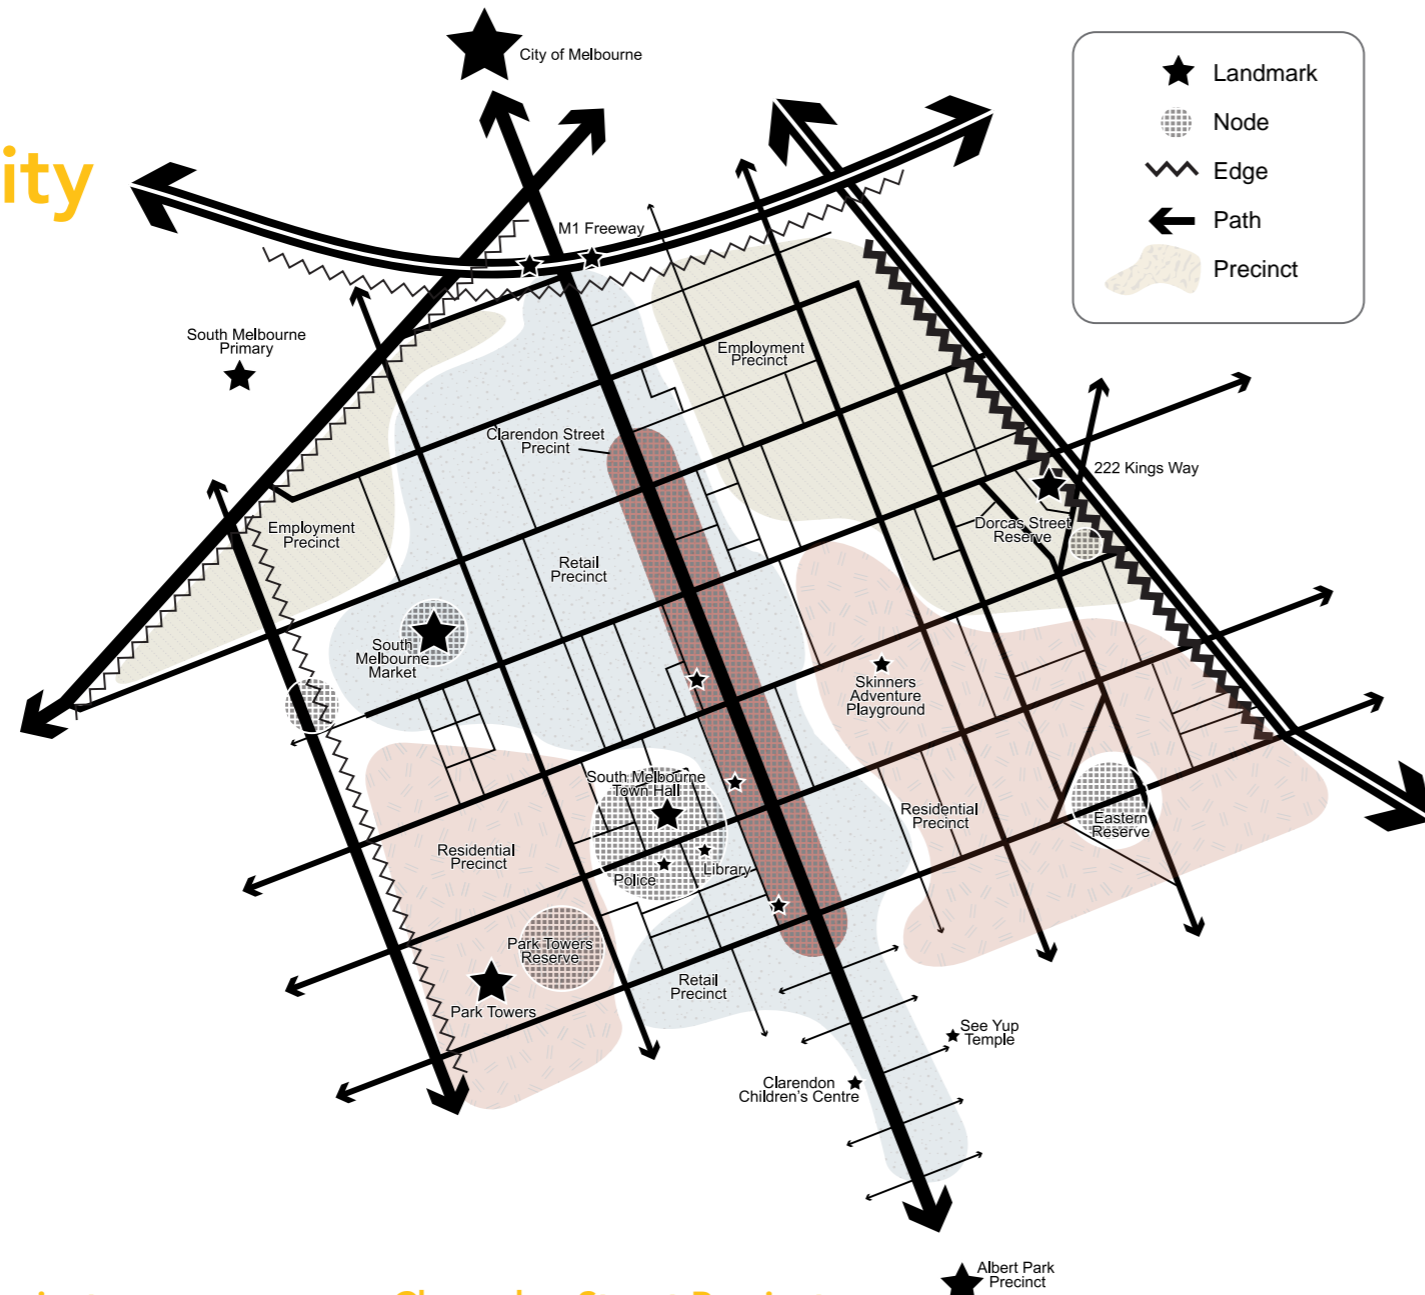 City of Melbourne
Landmark
Node
Edge
Path
Precinct
ity
M1 Freeway
South Melbourne
Primary
Employment
Precinct
Clarendon Street
Precint
222 Kings Way
Employment
Precinct
Dorcas Street
Reserve
Retail
Precinct
South
Melbourne
Market
Skinners
Adventure
Playground
South Melbourne
Town Hall
Residential
Precinct
Eastern
Reserve
Residential
Precinct
Library
Police
Park Towers
Reserve
Retail
Precinct
Park Towers
See Yup
Temple
Clarendon
Children's Centre
Albert Park
Precinct